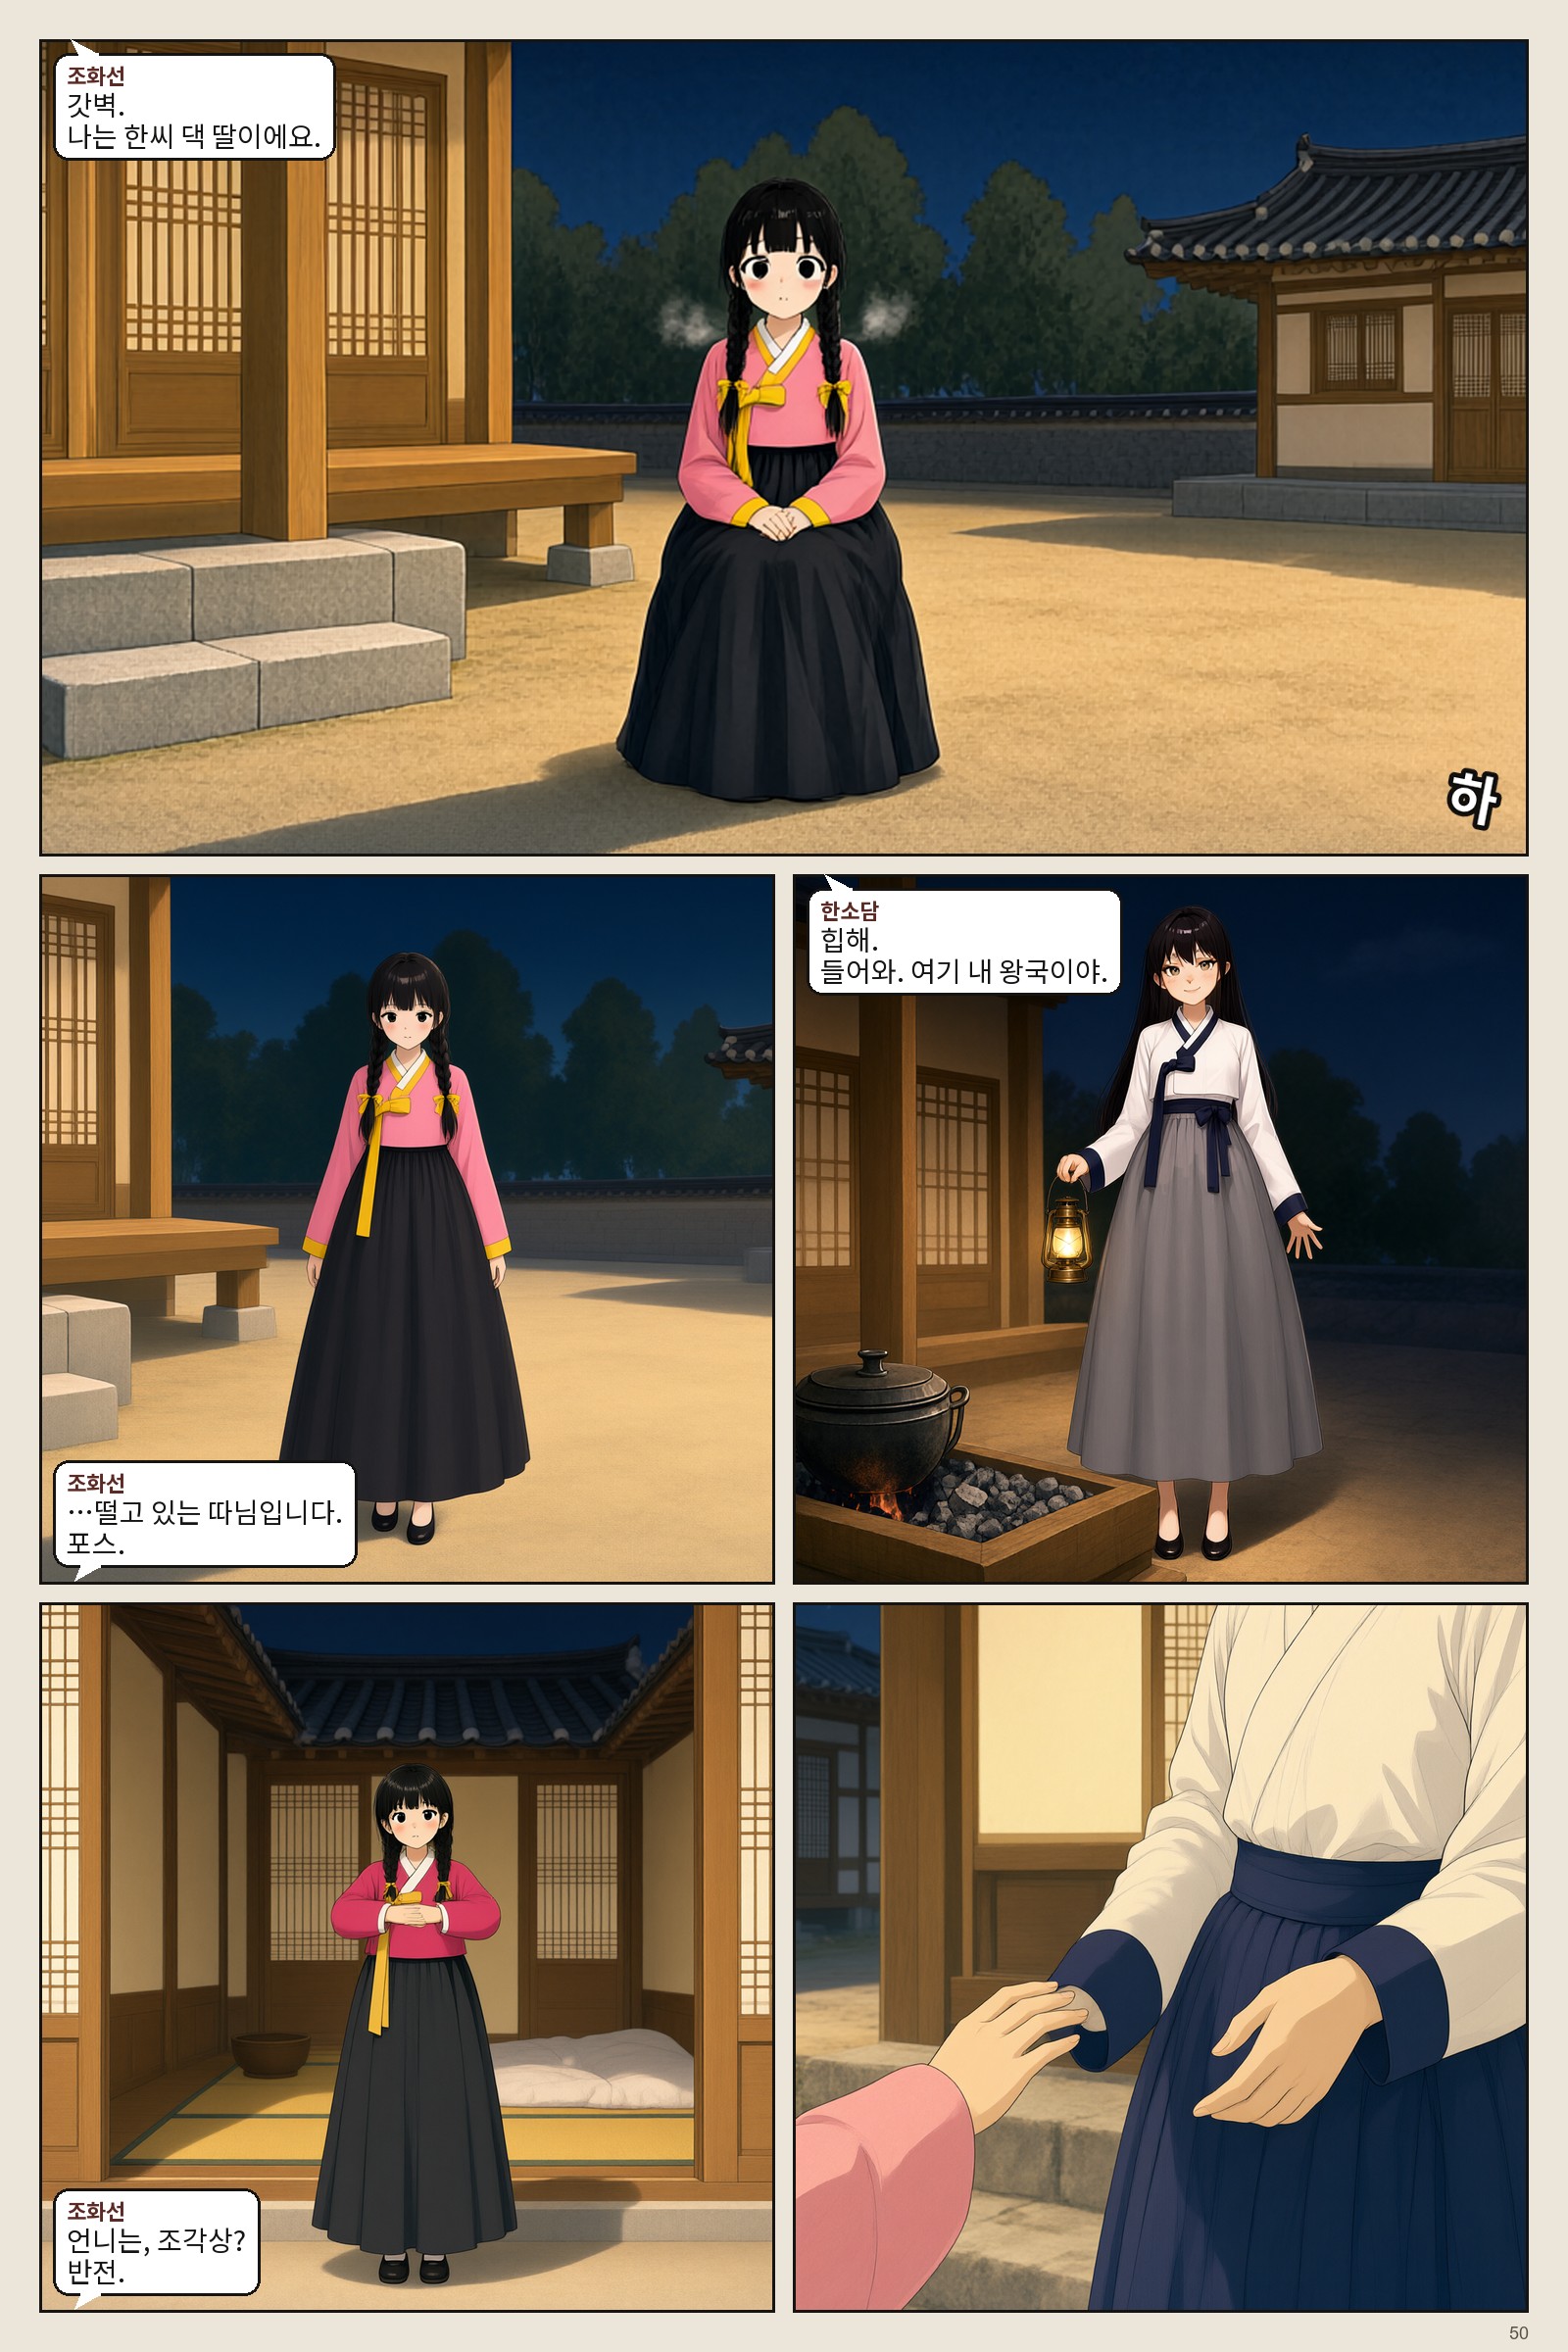 조화선
갓벽.
나는 한씨 댁 딸이에요.
하
조화선
…떨고 있는 따님입니다.
포스.
한소담
힙해.
들어와. 여기 내 왕국이야.
조화선
언니는, 조각상?
반전.
50